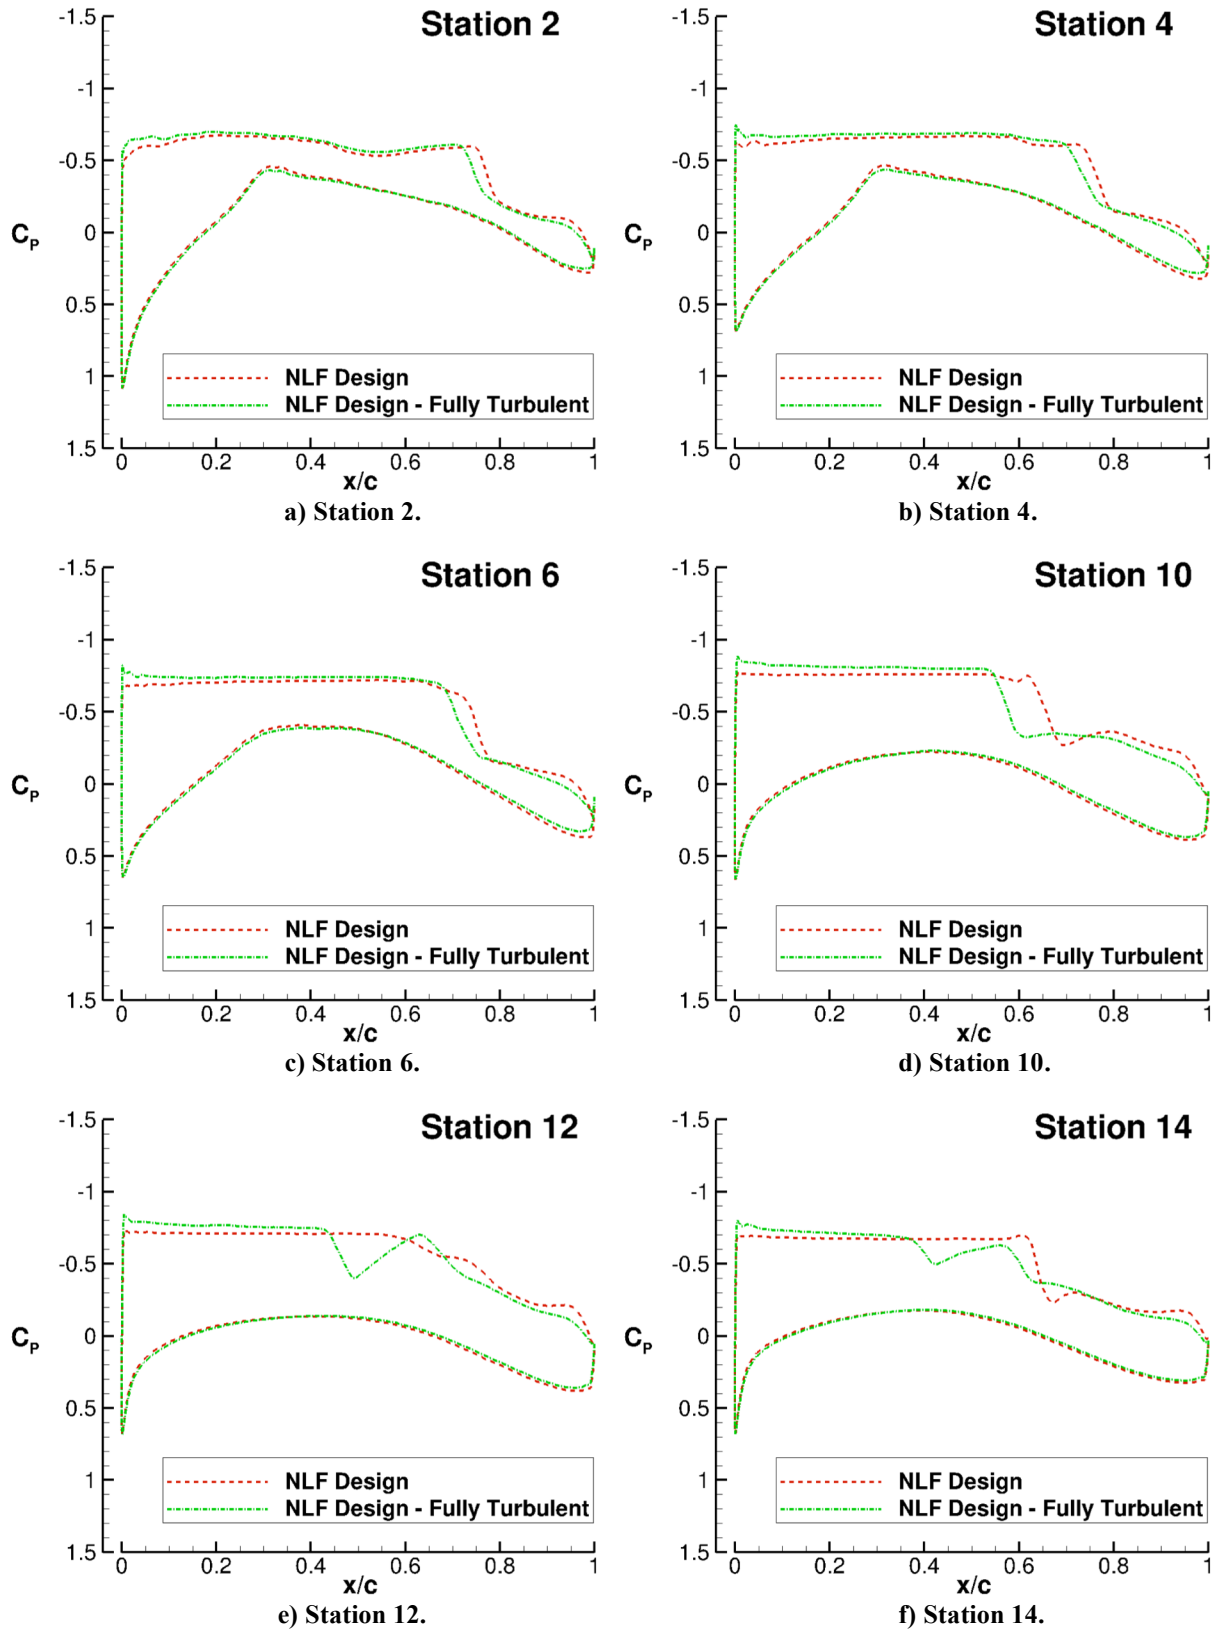 Station 2
-1.5
-1
-0.5
0
0.5
1
1.5
CP
NLF Design
NLF Design - Fully Turbulent
0 0.2 0.4 0.6 0.8 1
x/c
a) Station 2.
Station 4
-1.5
-1
-0.5
0
0.5
1
1.5
CP
NLF Design
NLF Design - Fully Turbulent
0 0.2 0.4 0.6 0.8 1
x/c
b) Station 4.
Station 6
-1.5
-1
-0.5
0
0.5
1
1.5
CP
NLF Design
NLF Design - Fully Turbulent
0 0.2 0.4 0.6 0.8 1
x/c
c) Station 6.
Station 10
-1.5
-1
-0.5
0
0.5
1
1.5
CP
NLF Design
NLF Design - Fully Turbulent
0 0.2 0.4 0.6 0.8 1
x/c
d) Station 10.
Station 12
-1.5
-1
-0.5
0
0.5
1
1.5
CP
NLF Design
NLF Design - Fully Turbulent
0 0.2 0.4 0.6 0.8 1
x/c
e) Station 12.
Station 14
-1.5
-1
-0.5
0
0.5
1
1.5
CP
NLF Design
NLF Design - Fully Turbulent
0 0.2 0.4 0.6 0.8 1
x/c
f) Station 14.